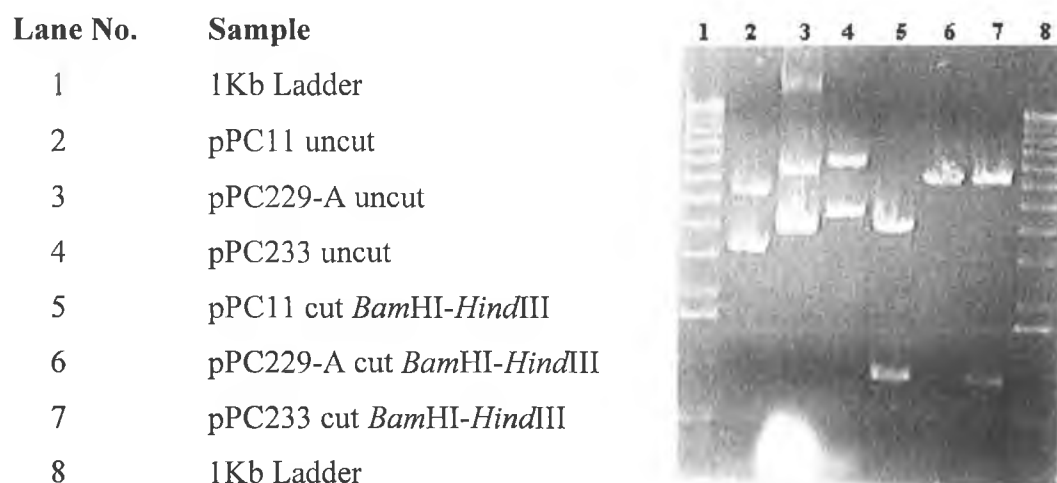 Lane No. Sample 1 2 3 4 5 6 7 8
1 1Kb Ladder
2 pPC11 uncut
3 pPC229-A uncut
4 pPC233 uncut
5 pPC11 cut BamHI-HindIII
6 pPC229-A cut BamHI-HindIII
7 pPC233 cut BamHI-HindIII
8 1Kb Ladder